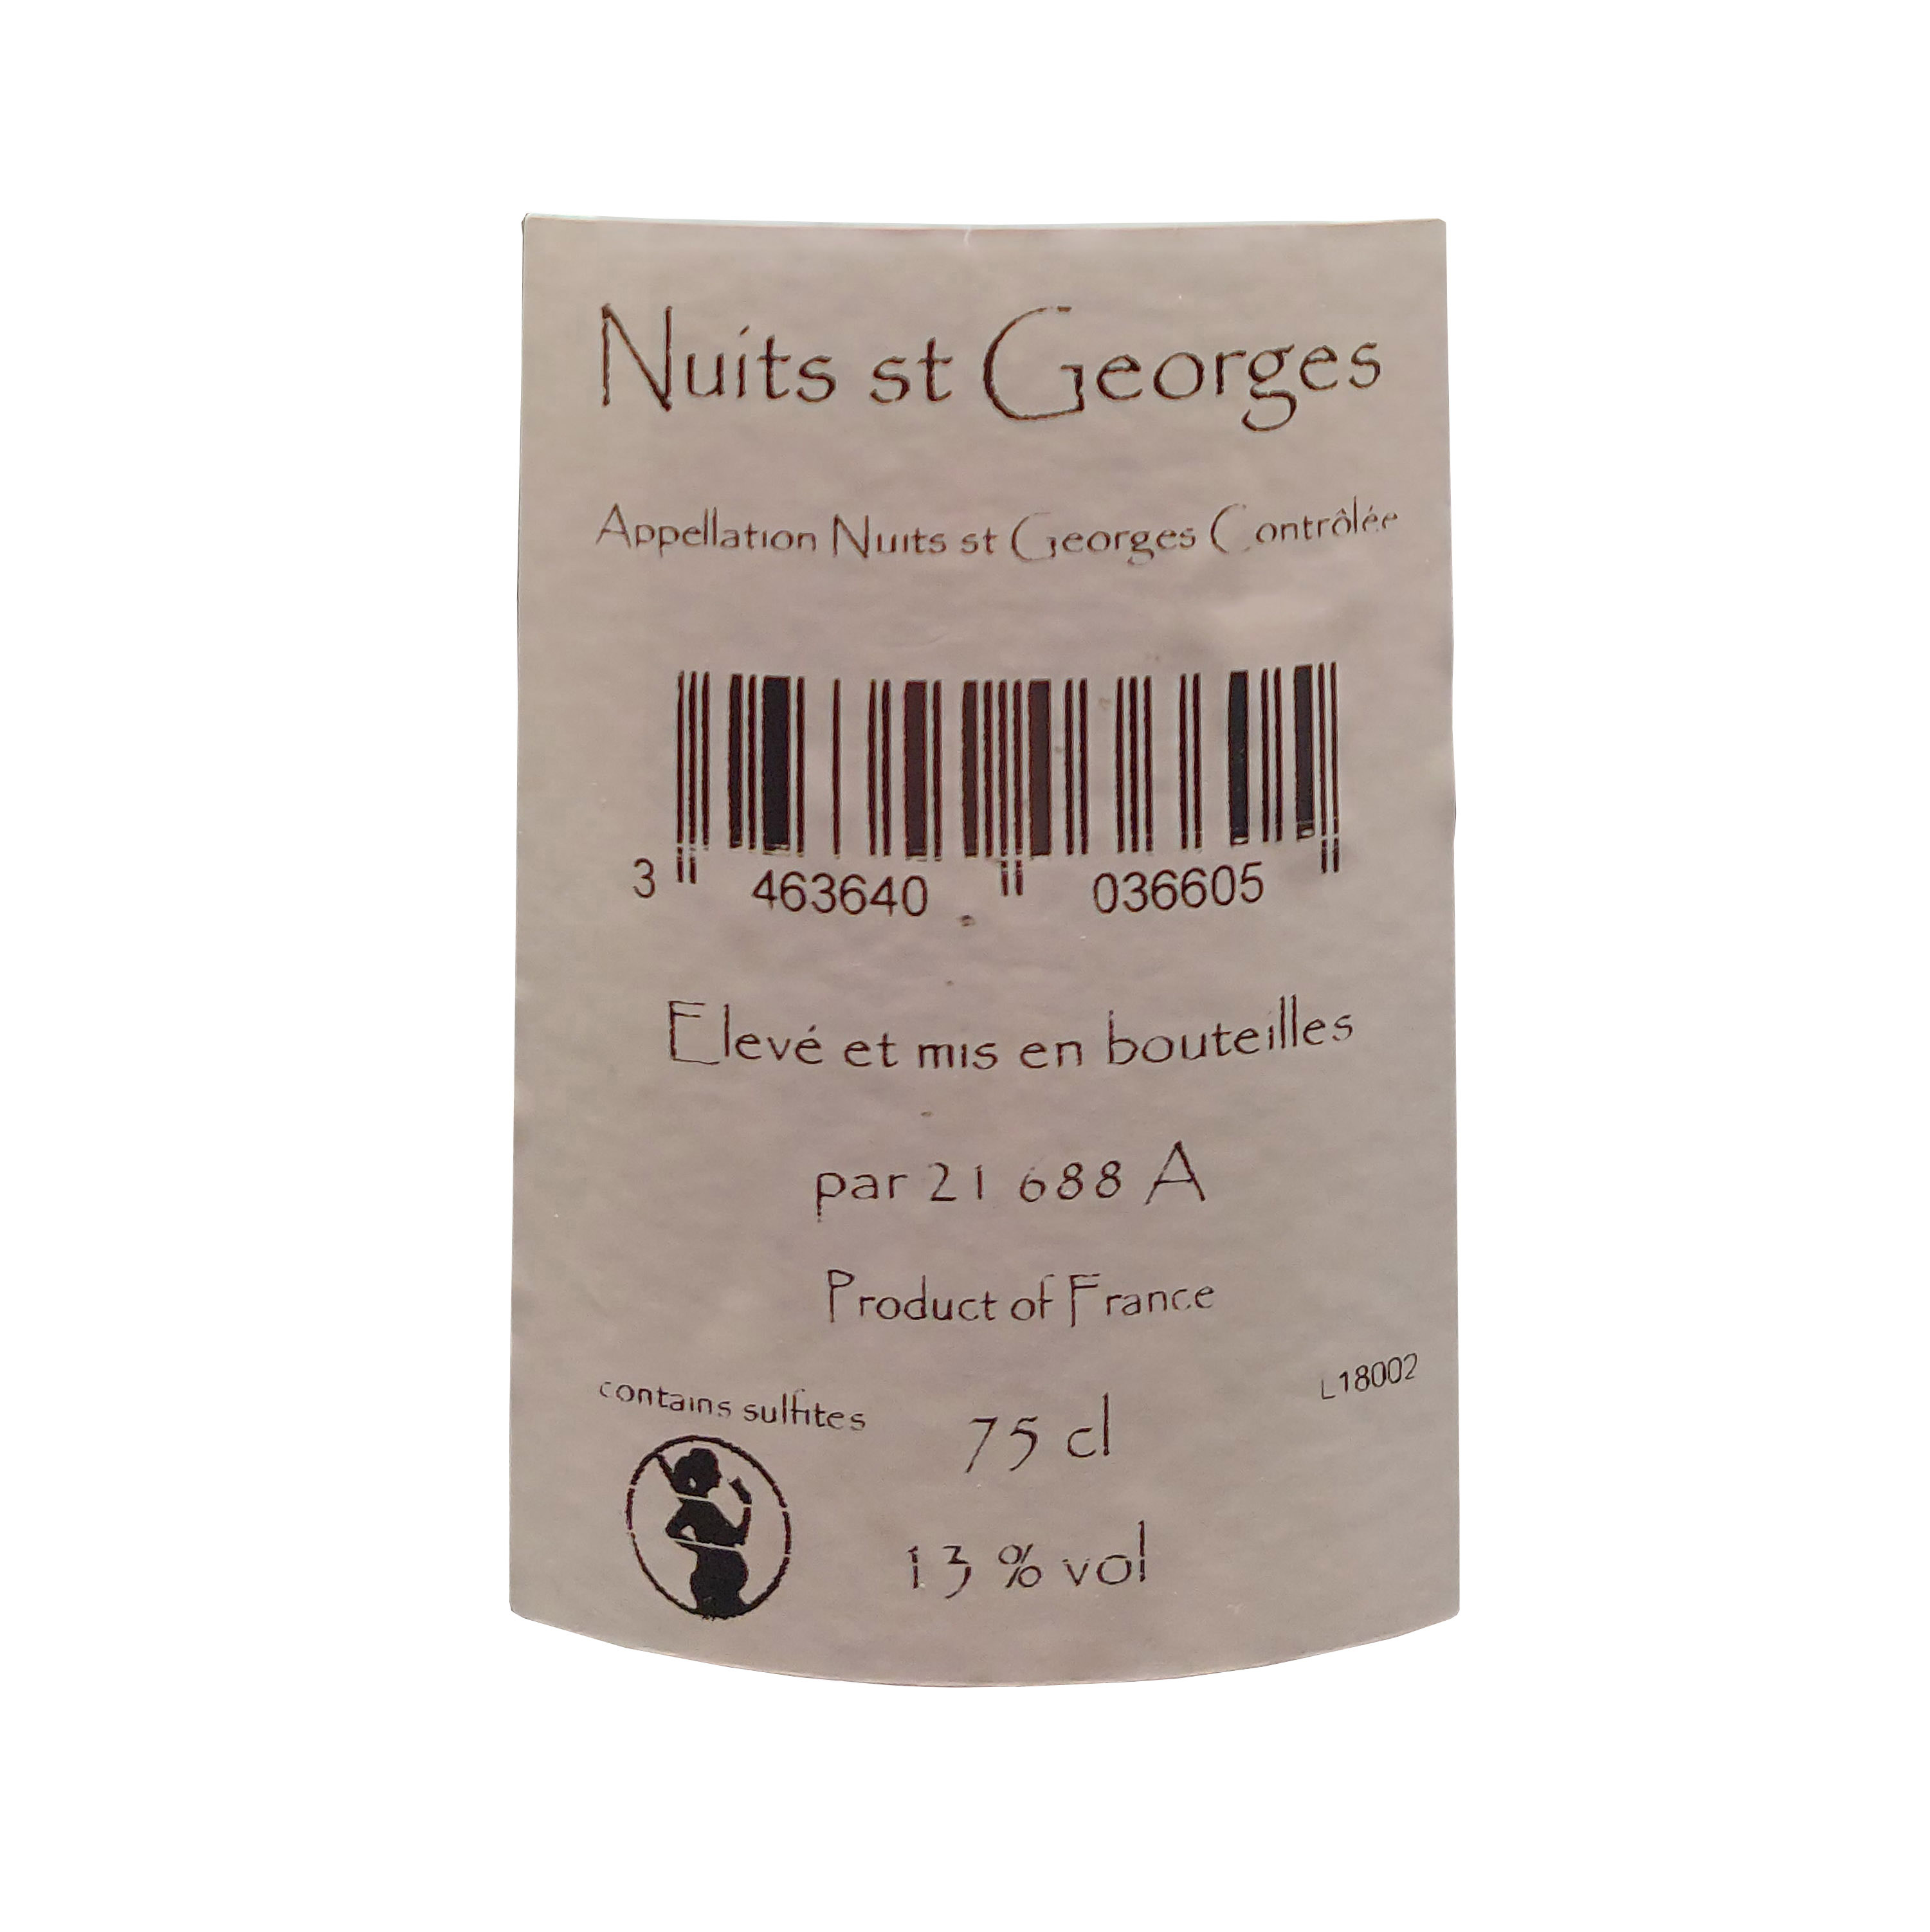 Nuits st Georges
Appellation Nuits st Georges Contrôlée
3 463640 036605
Elevé et mis en bouteilles
par 21 688 A
Product of France
L18002
contains sulfites
75 cl
13 % vol